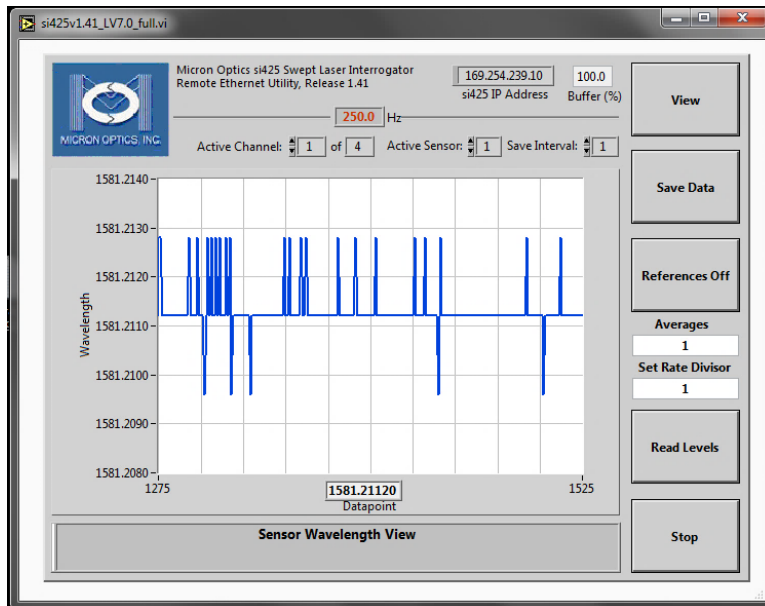 si425v1.41_LV7.0_full.vi
MICRON OPTICS, INC.
Micron Optics si425 Swept Laser Interrogator
Remote Ethernet Utility, Release 1.41
169.254.239.10
si425 IP Address
100.0
Buffer (%)
250.0 Hz
Active Channel: 1 of 4
Active Sensor: 1
Save Interval: 1
View
Save Data
References Off
Averages
1
Set Rate Divisor
1
Read Levels
Stop
Wavelength
1581.2140
1581.2130
1581.2120
1581.2110
1581.2100
1581.2090
1581.2080
1275
1581.21120
1525
Datapoint
Sensor Wavelength View